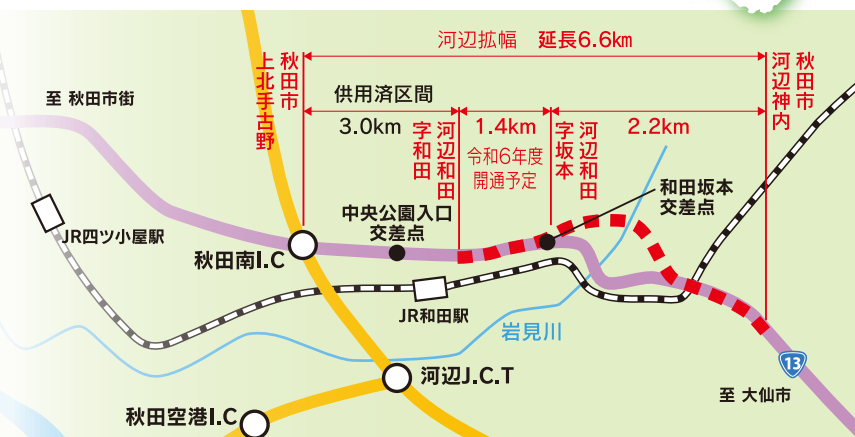 河辺拡幅 延長6.6km
秋田市
上北手古野
供用済区間
3.0km
河辺和田
字和田
1.4km
令和6年度
開通予定
河辺和田
字坂本
2.2km
秋田市
河辺神内
至 秋田市街
JR四ツ小屋駅
秋田南I.C
中央公園入口
交差点
和田坂本
交差点
JR和田駅
岩見川
河辺J.C.T
秋田空港I.C
13
至 大仙市